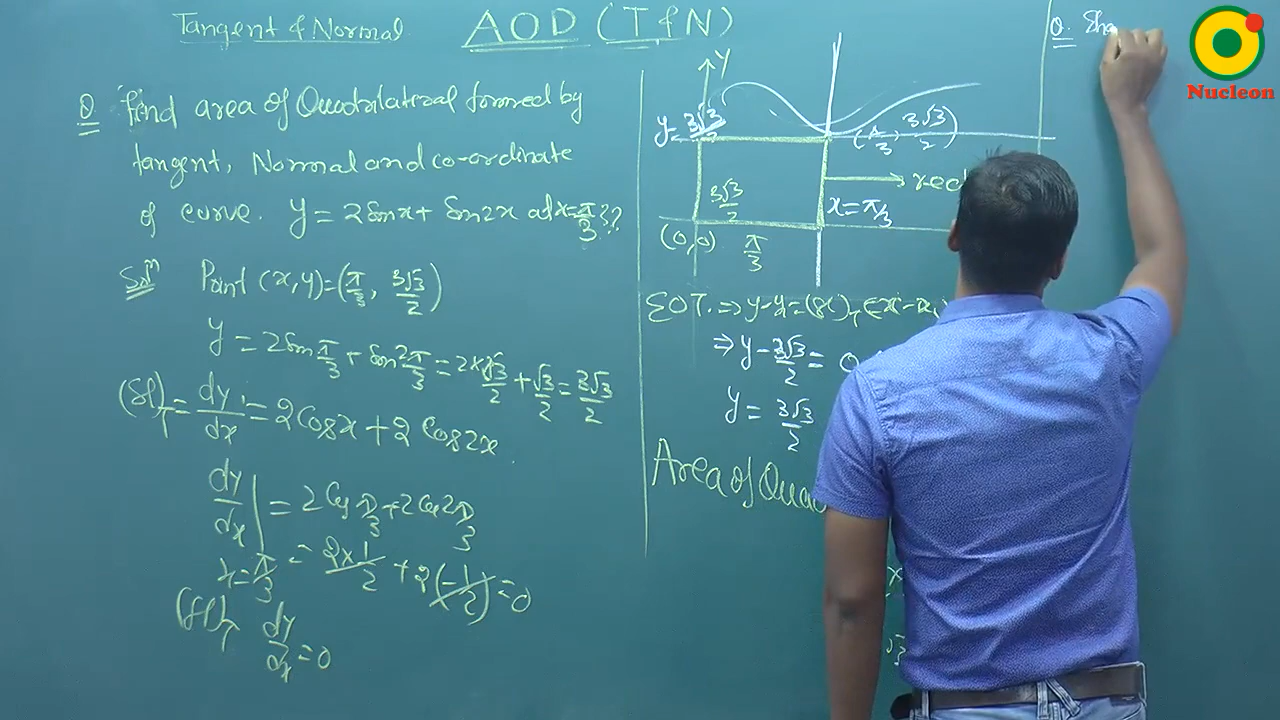 Tangent & Normal
AOD (T & N)
Q Find area of Quadrilateral formed by
tangent, Normal and co-ordinate
of curve. y = 2 Sin x + Sin 2x at x = π/3 ??
Solⁿ Point (x, y) = (π/3, 3√3/2)
y = 2 Sin π/3 + Sin 2π/3 = 2 × √3/2 + √3/2 = 3√3/2
(Sl)T = dy/dx = 2 Cos x + 2 Cos 2x
dy/dx | x = π/3 = 2 Cos π/3 + 2 Cos 2π/3
= 2 × 1/2 + 2(-1/2) = 0
(Sl)T dy/dx = 0
Y
y = 3√3/2
(π/3, 3√3/2)
3√3/2
x = π/3
(0,0) π/3
EOT. ⇒ y - y₁ = (Sl)T (x - x₁)
⇒ y - 3√3/2 = 0
y = 3√3/2
Area of
Q. Sho
Nucleon